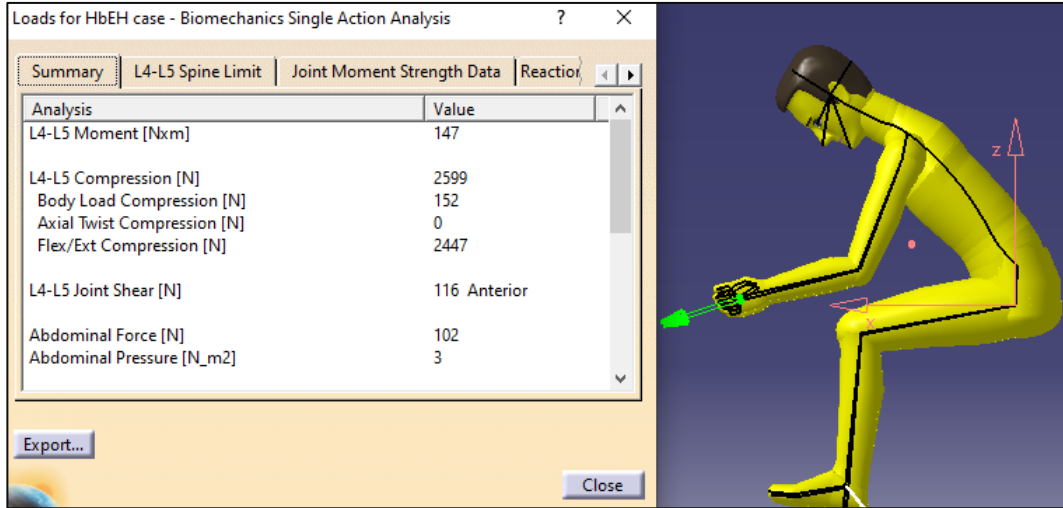 Loads for HbEH case - Biomechanics Single Action Analysis ? X
Summary L4-L5 Spine Limit Joint Moment Strength Data Reaction
Analysis Value
L4-L5 Moment [Nxm] 147
L4-L5 Compression [N] 2599
Body Load Compression [N] 152
Axial Twist Compression [N] 0
Flex/Ext Compression [N] 2447
L4-L5 Joint Shear [N] 116 Anterior
Abdominal Force [N] 102
Abdominal Pressure [N_m2] 3
Export...
Close
z
x